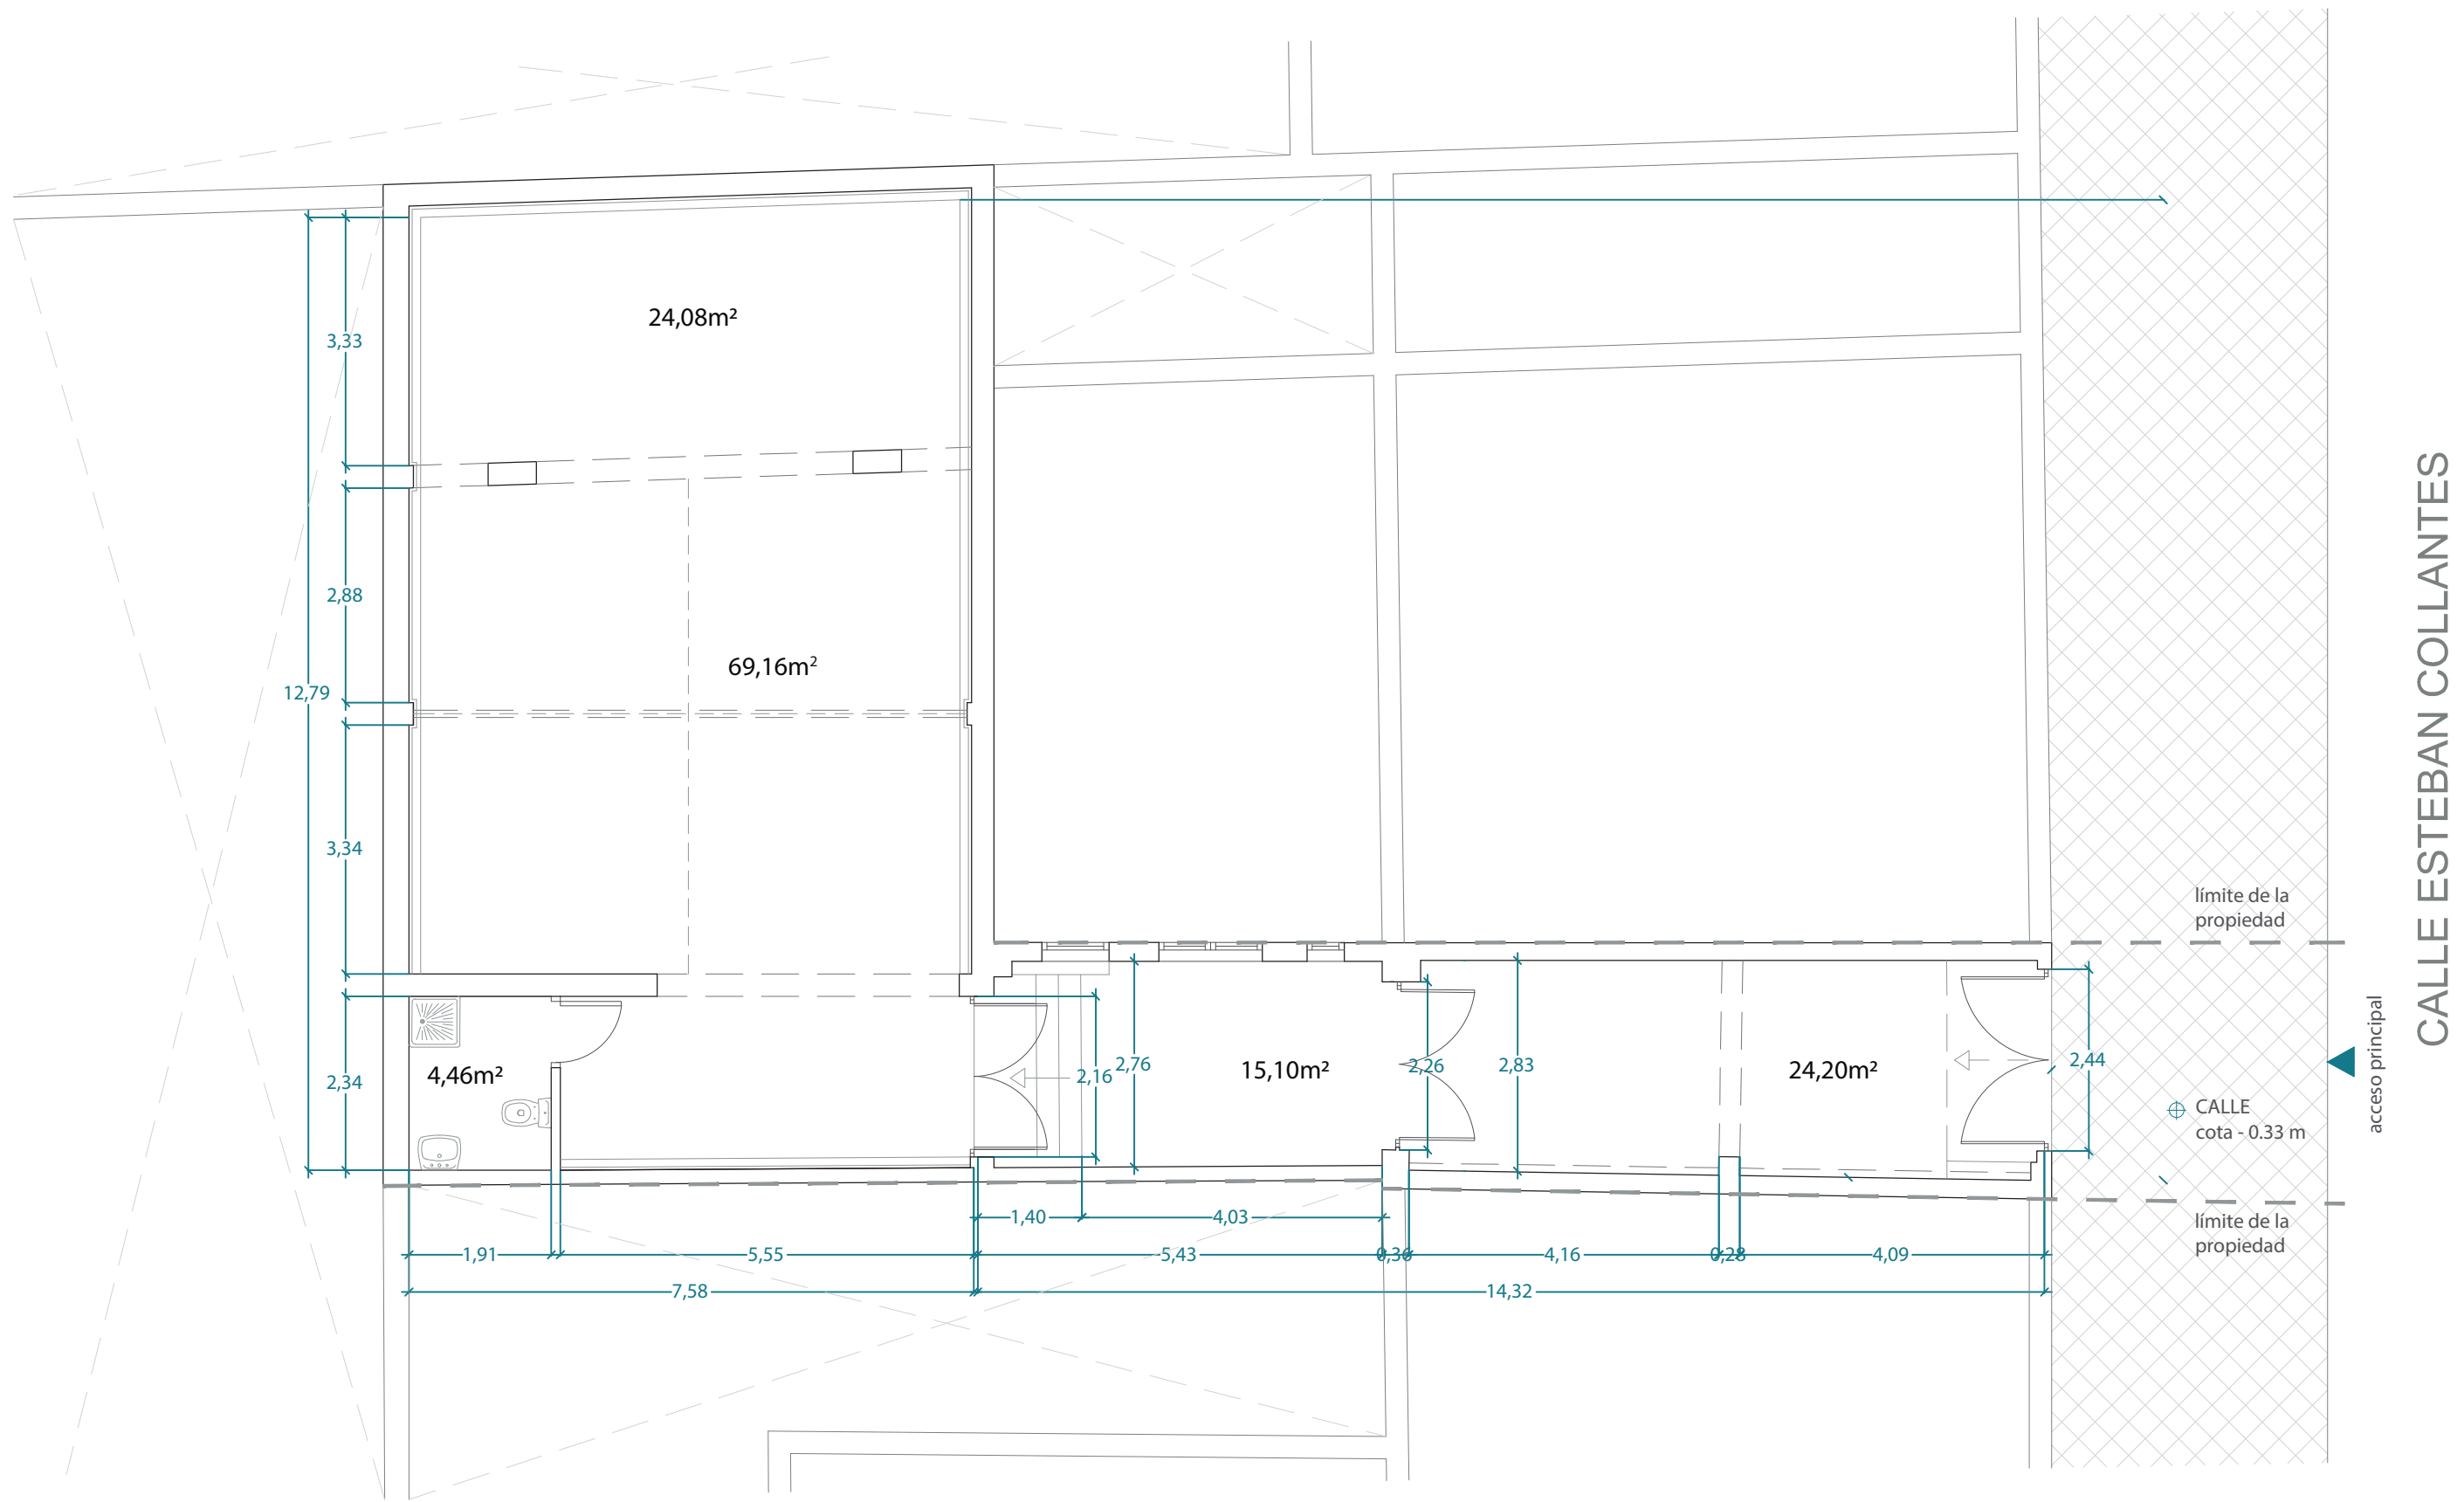 24,08m²
3,33
2,88
69,16m²
12,79
3,34
límite de la
propiedad
CALLE ESTEBAN COLLANTES
acceso principal
2,34
4,46m²
2,16
2,76
15,10m²
2,26
2,83
24,20m²
2,44
CALLE
cota - 0.33 m
límite de la
propiedad
1,40
4,03
1,91
5,55
5,43
0,36
4,16
0,28
4,09
7,58
14,32